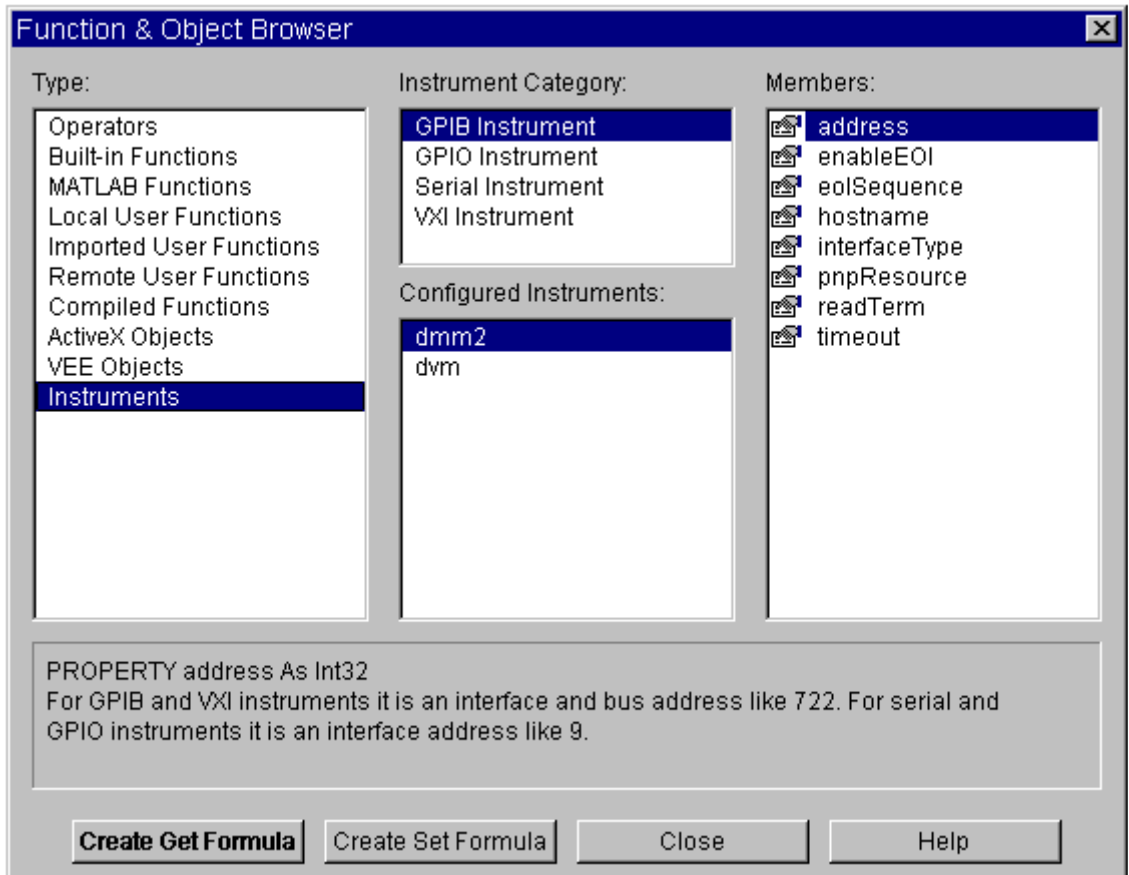 Function & Object Browser
Type:
Operators
Built-in Functions
MATLAB Functions
Local User Functions
Imported User Functions
Remote User Functions
Compiled Functions
ActiveX Objects
VEE Objects
Instruments
Instrument Category:
GPIB Instrument
GPIO Instrument
Serial Instrument
VXI Instrument
Configured Instruments:
dmm2
dvm
Members:
address
enableEOI
eolSequence
hostname
interfaceType
pnpResource
readTerm
timeout
PROPERTY address As Int32
For GPIB and VXI instruments it is an interface and bus address like 722. For serial and
GPIO instruments it is an interface address like 9.
Create Get Formula
Create Set Formula
Close
Help